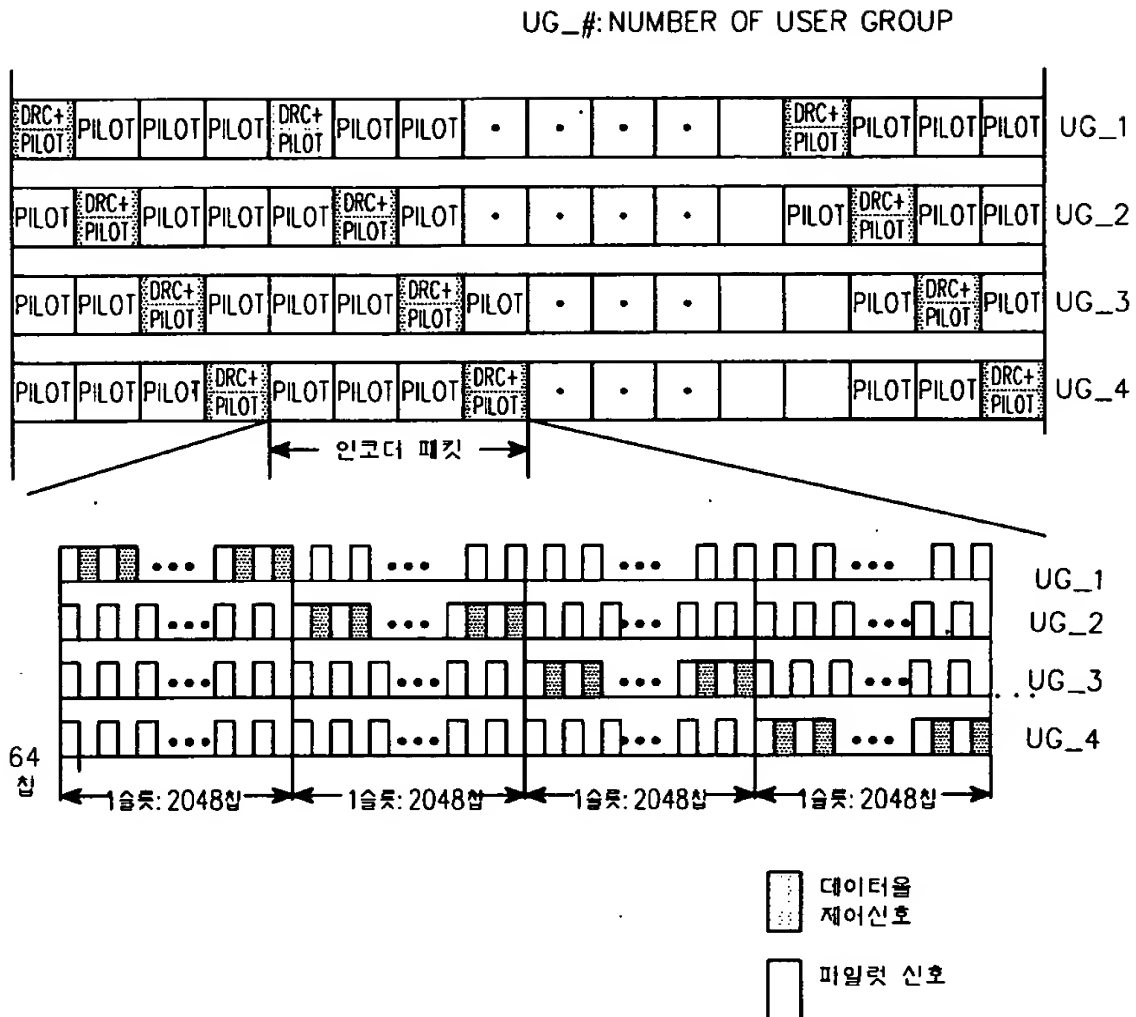 UG_#: NUMBER OF USER GROUP
DRC+ PILOT PILOT PILOT PILOT DRC+ PILOT PILOT PILOT • • • • DRC+ PILOT PILOT PILOT PILOT UG_1
PILOT DRC+ PILOT PILOT PILOT PILOT DRC+ PILOT PILOT • • • • PILOT DRC+ PILOT PILOT PILOT UG_2
PILOT PILOT DRC+ PILOT PILOT PILOT PILOT DRC+ PILOT PILOT • • • PILOT DRC+ PILOT PILOT UG_3
PILOT PILOT PILOT DRC+ PILOT PILOT PILOT PILOT DRC+ PILOT • • • PILOT PILOT DRC+ PILOT UG_4
인코더 패킷
UG_1
UG_2
UG_3
UG_4
64
칩
1슬롯: 2048칩 1슬롯: 2048칩 1슬롯: 2048칩 1슬롯: 2048칩
데이터율
제어신호
파일럿 신호